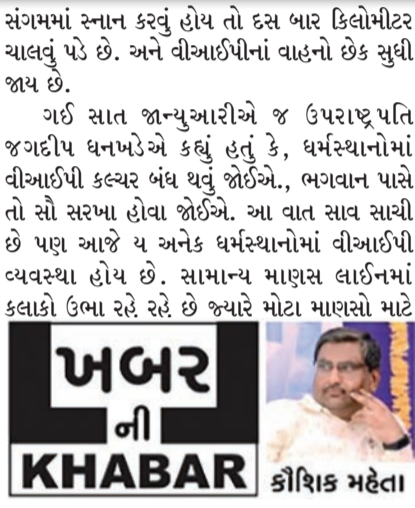 સંગમમાં સ્નાન કરવું હોય તો દસ બાર કિલોમીટર
ચાલવું પડે છે. અને વીઆઈપીનાં વાહનો છેક સુધી
જાય છે.
ગઈ સાત જાન્યુઆરીએ જ ઉપરાષ્ટ્રપતિ
જગદીપ ધનખડેએ કહ્યું હતું કે, ધર્મસ્થાનોમાં
વીઆઈપી કલ્ચર બંધ થવું જોઈએ., ભગવાન પાસે
તો સૌ સરખા હોવા જોઈએ. આ વાત સાવ સાચી
છે પણ આજે ય અનેક ધર્મસ્થાનોમાં વીઆઈપી
વ્યવસ્થા હોય છે. સામાન્ય માણસ લાઈનમાં
કલાકો ઉભા રહે રહે છે જ્યારે મોટા માણસો માટે
ખબર
ની
KHABAR
કૌશિક મહેતા